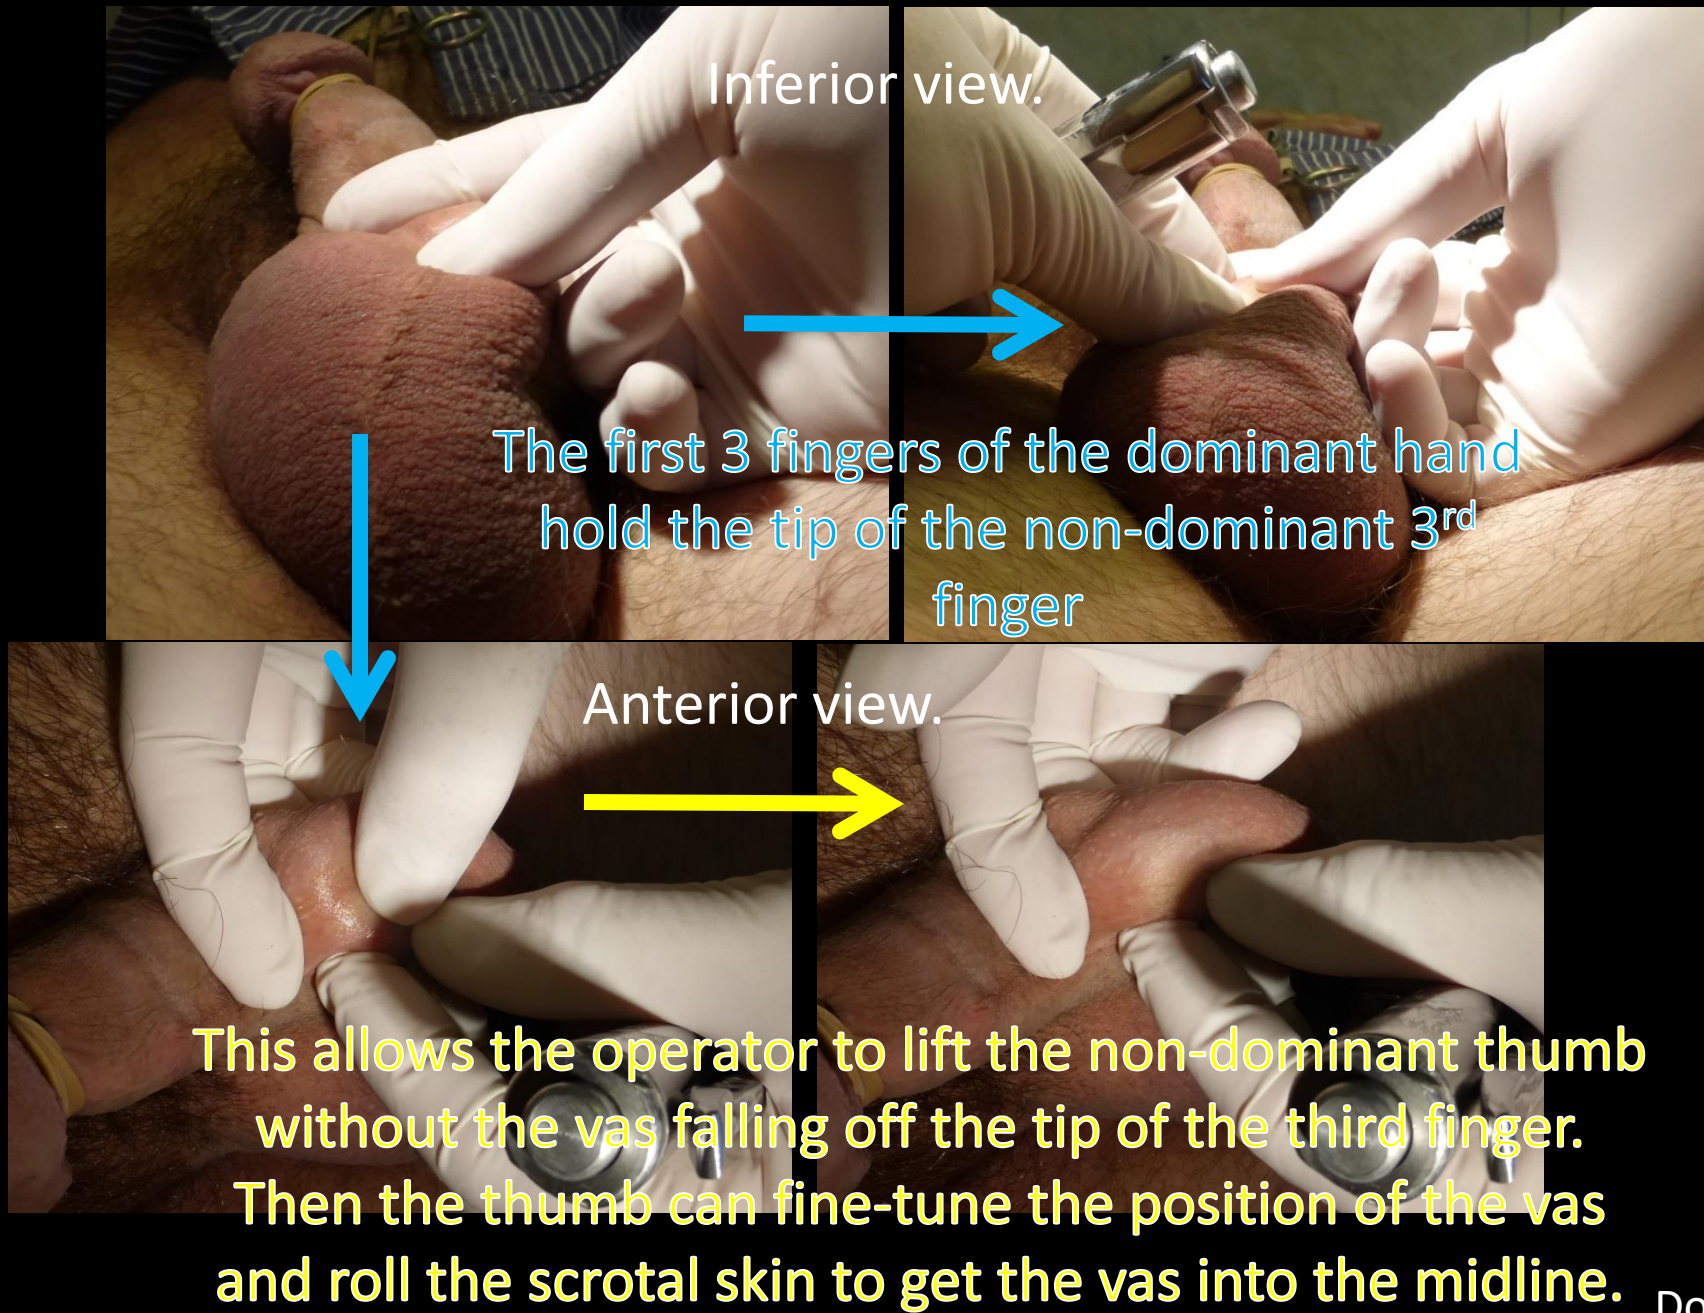 Inferior view.
The first 3 fingers of the dominant hand
hold the tip of the non-dominant 3rd
finger
Anterior view.
This allows the operator to lift the non-dominant thumb
without the vas falling off the tip of the third finger.
Then the thumb can fine-tune the position of the vas
and roll the scrotal skin to get the vas into the midline.